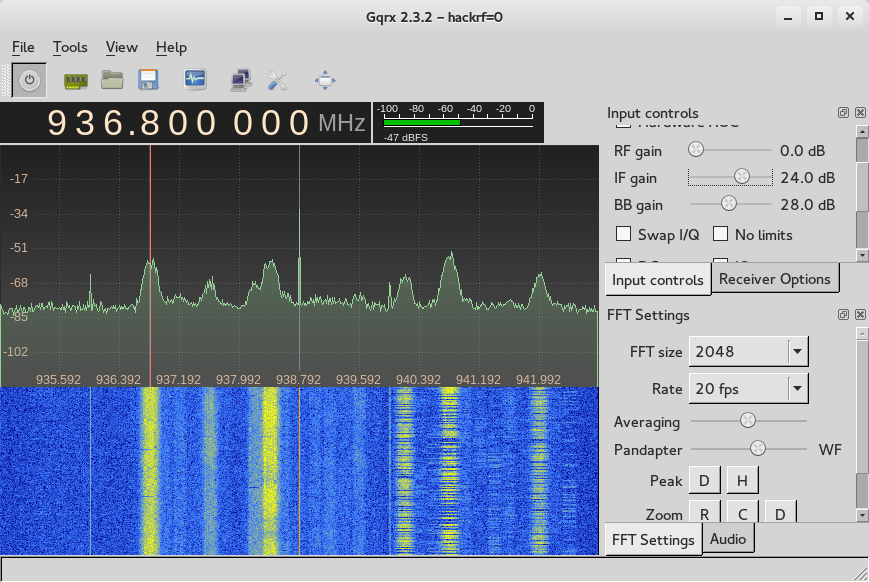 Gqrx 2.3.2 – hackrf=0
File Tools View Help
936.800 000 MHz
-100 -80 -60 -40 -20 0
-47 dBFS
-17
-34
-51
-68
-85
-102
935.592 936.392 937.192 937.992 938.792 939.592 940.392 941.192 941.992
Input controls
RF gain 0.0 dB
IF gain 24.0 dB
BB gain 28.0 dB
Swap I/Q No limits
Input controls Receiver Options
FFT Settings
FFT size 2048
Rate 20 fps
Averaging
Pandapter WF
Peak D H
Zoom R C D
FFT Settings Audio